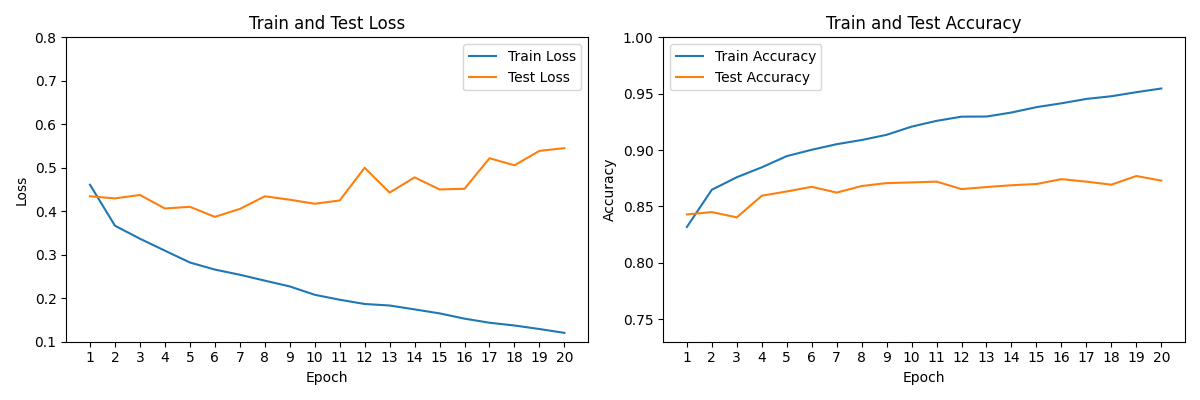 Train and Test Loss
0.8
0.7
0.6
0.5
0.4
0.3
0.2
0.1
Loss
Train Loss
Test Loss
1 2 3 4 5 6 7 8 9 10 11 12 13 14 15 16 17 18 19 20
Epoch
Train and Test Accuracy
1.00
0.95
0.90
0.85
0.80
0.75
Accuracy
Train Accuracy
Test Accuracy
1 2 3 4 5 6 7 8 9 10 11 12 13 14 15 16 17 18 19 20
Epoch